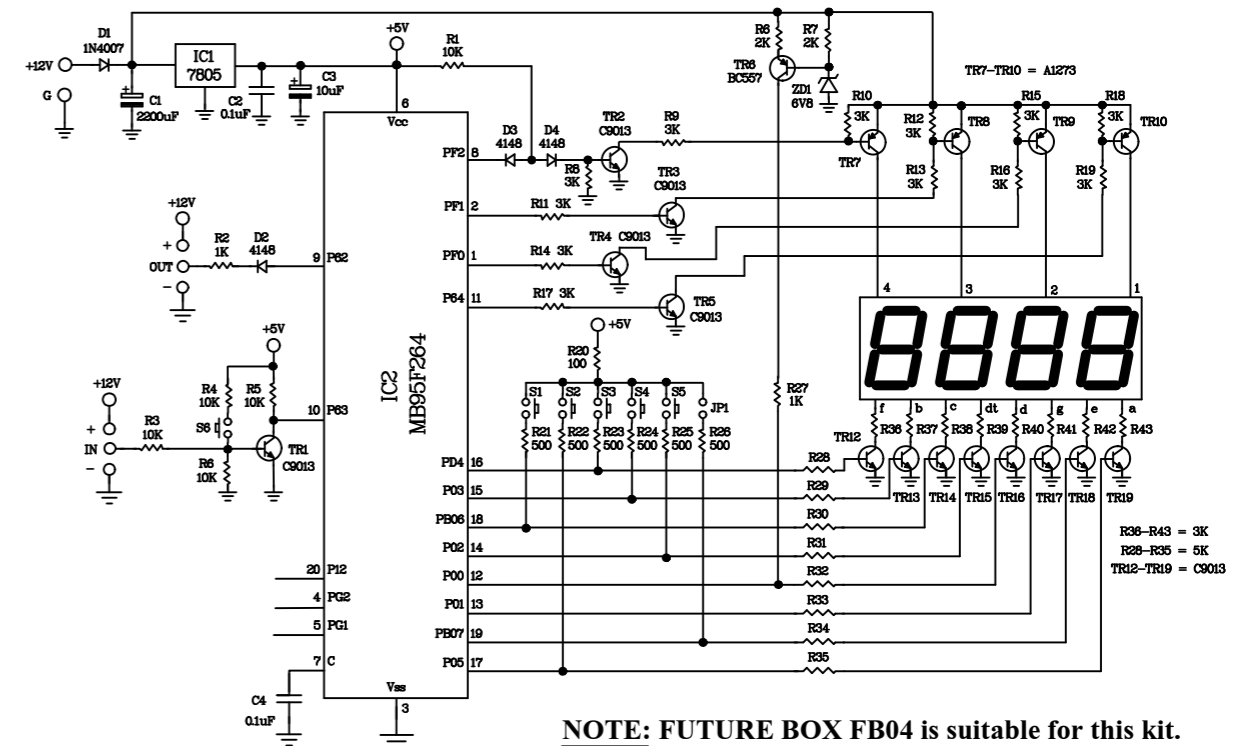 D1
1N4007
+12V
G
IC1
7805
+
C1
2200uF
C2
0.1uF
+
C3
10uF
+5V
R1
10K
6
Vcc
R6
2K
R7
2K
TR6
BC557
ZD1
6V8
TR7-TR10 = A1273
R10
3K
TR7
R12
3K
TR8
R15
3K
TR9
R18
3K
TR10
R13
3K
R16
3K
R19
3K
D3
4148
D4
4148
TR2
C9013
R9
3K
PF2
8
R8
3K
TR3
C9013
PF1
2
R11 3K
TR4 C9013
PF0
1
R14 3K
P64
11
R17 3K
TR5
C9013
+12V
+
OUT
-
R2
1K
D2
4148
9
P62
+5V
R4
10K
R5
10K
S6
10
P63
+12V
+
IN
-
R3
10K
R6
10K
TR1
C9013
IC2
MB95F264
+5V
R20
100
S1
S2
S3
S4
S5
JP1
R21
500
R22
500
R23
500
R24
500
R25
500
R26
500
R27
1K
4
3
2
1
8888
f
b
c
dt
d
g
e
a
R36
R37
R38
R39
R40
R41
R42
R43
TR12
TR13
TR14
TR15
TR16
TR17
TR18
TR19
PD4
16
R28
P03
15
R29
PB06
18
R30
P02
14
R31
P00
12
R32
P01
13
R33
PB07
19
R34
P05
17
R35
R36-R43 = 3K
R28-R35 = 5K
TR12-TR19 = C9013
20
P12
4
PG2
5
PG1
7
C
C4
0.1uF
Vss
3
NOTE: FUTURE BOX FB04 is suitable for this kit.